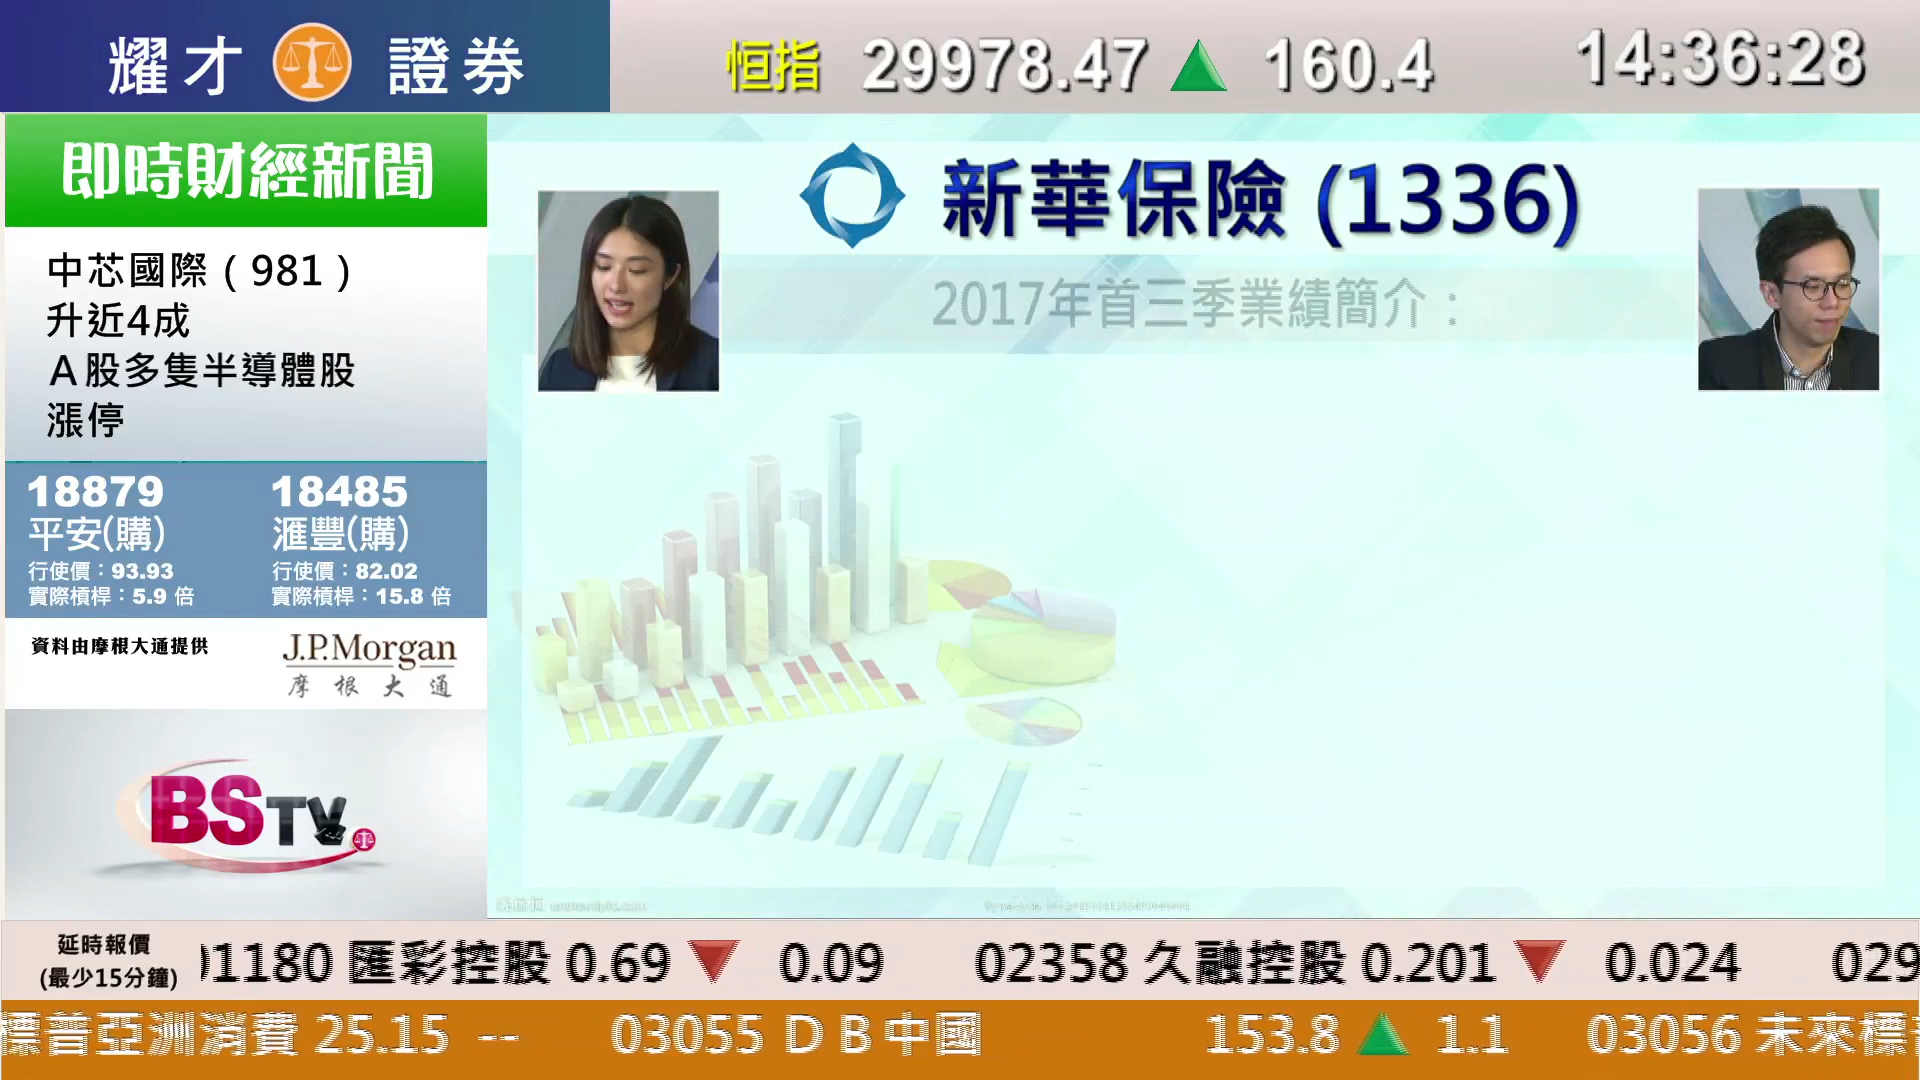 耀才證券
恒指 29978.47 160.4
14:36:28
即時財經新聞
中芯國際(981)
升近4成
A股多隻半導體股
漲停
18879
平安(購)
行使價：93.93
實際槓桿：5.9 倍
18485
滙豐(購)
行使價：82.02
實際槓桿：15.8 倍
資料由摩根大通提供
J.P.Morgan
摩根大通
BSTV
新華保險 (1336)
2017年首三季業績簡介：
延時報價
(最少15分鐘)
01180 匯彩控股 0.69 0.09 02358 久融控股 0.201 0.024 029
標普亞洲消費 25.15 -- 03055 D B 中國 153.8 1.1 03056 未來標